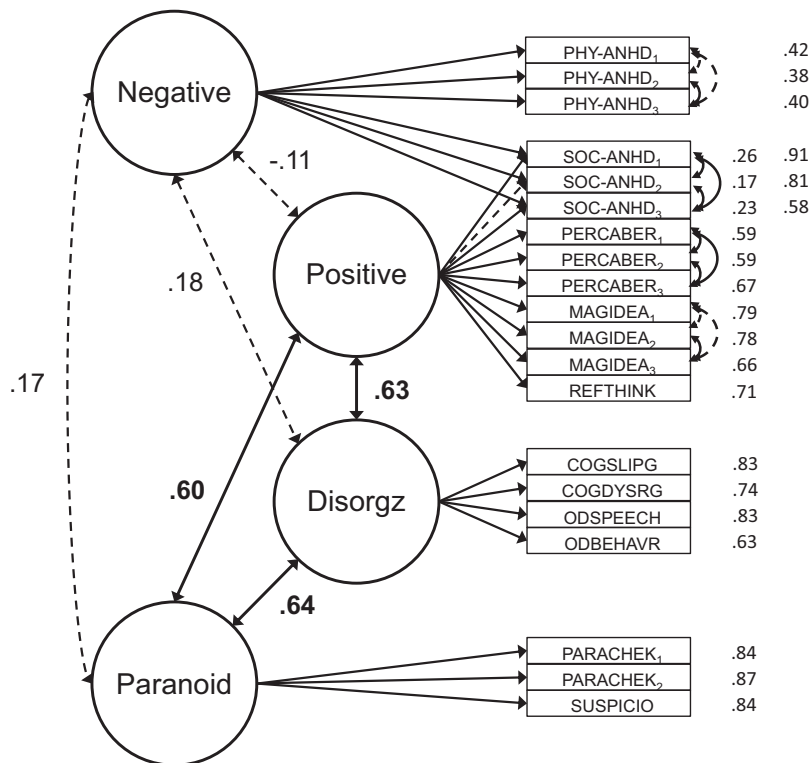 Negative
PHY-ANHD₁ .42
PHY-ANHD₂ .38
PHY-ANHD₃ .40
-.11
SOC-ANHD₁ .26 .91
SOC-ANHD₂ .17 .81
SOC-ANHD₃ .23 .58
PERCABER₁ .59
PERCABER₂ .59
PERCABER₃ .67
MAGIDEA₁ .79
MAGIDEA₂ .78
MAGIDEA₃ .66
REFTHINK .71
Positive
.18
.17
.63
.60
COGSLIPG .83
COGDYSRG .74
ODSPEECH .83
ODBEHAVR .63
Disorgz
.64
PARACHEK₁ .84
PARACHEK₂ .87
SUSPICIO .84
Paranoid